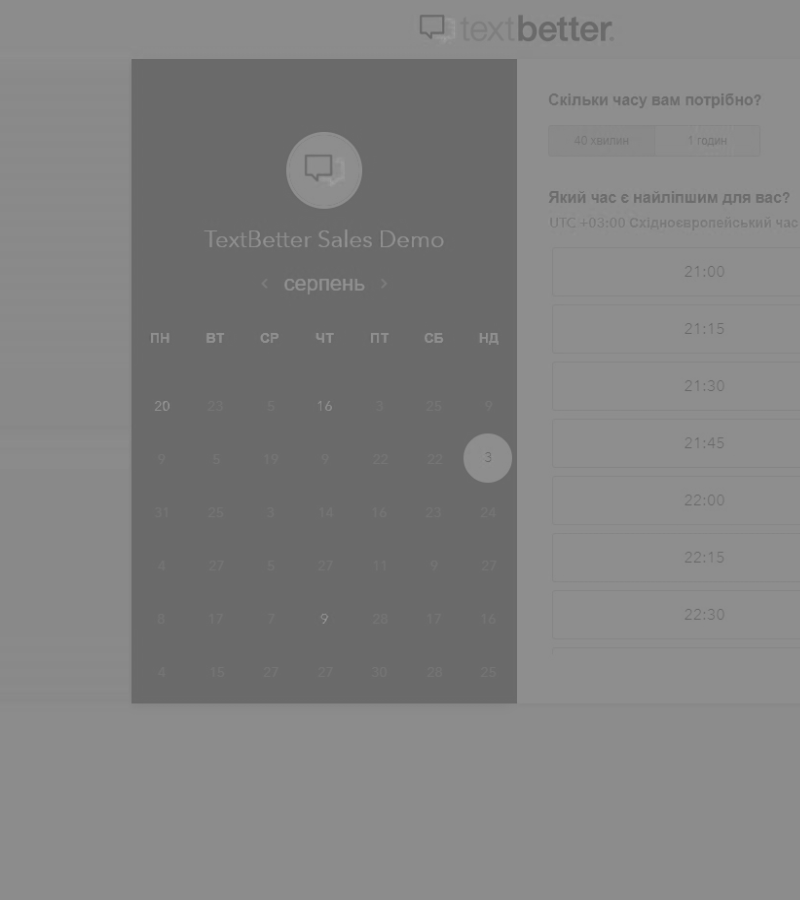 textbetter.
TextBetter Sales Demo
‹ серпень ›
ПН ВТ СР ЧТ ПТ СБ НД
20 23 5 16 3 25 9
9 5 19 9 22 22 3
31 25 3 14 16 23 24
4 27 5 27 11 9 27
8 17 7 9 28 17 16
4 15 27 27 30 28 25
Скільки часу вам потрібно?
40 хвилин 1 годин
Який час є найліпшим для вас?
UTC +03:00 Східноєвропейський час
21:00
21:15
21:30
21:45
22:00
22:15
22:30